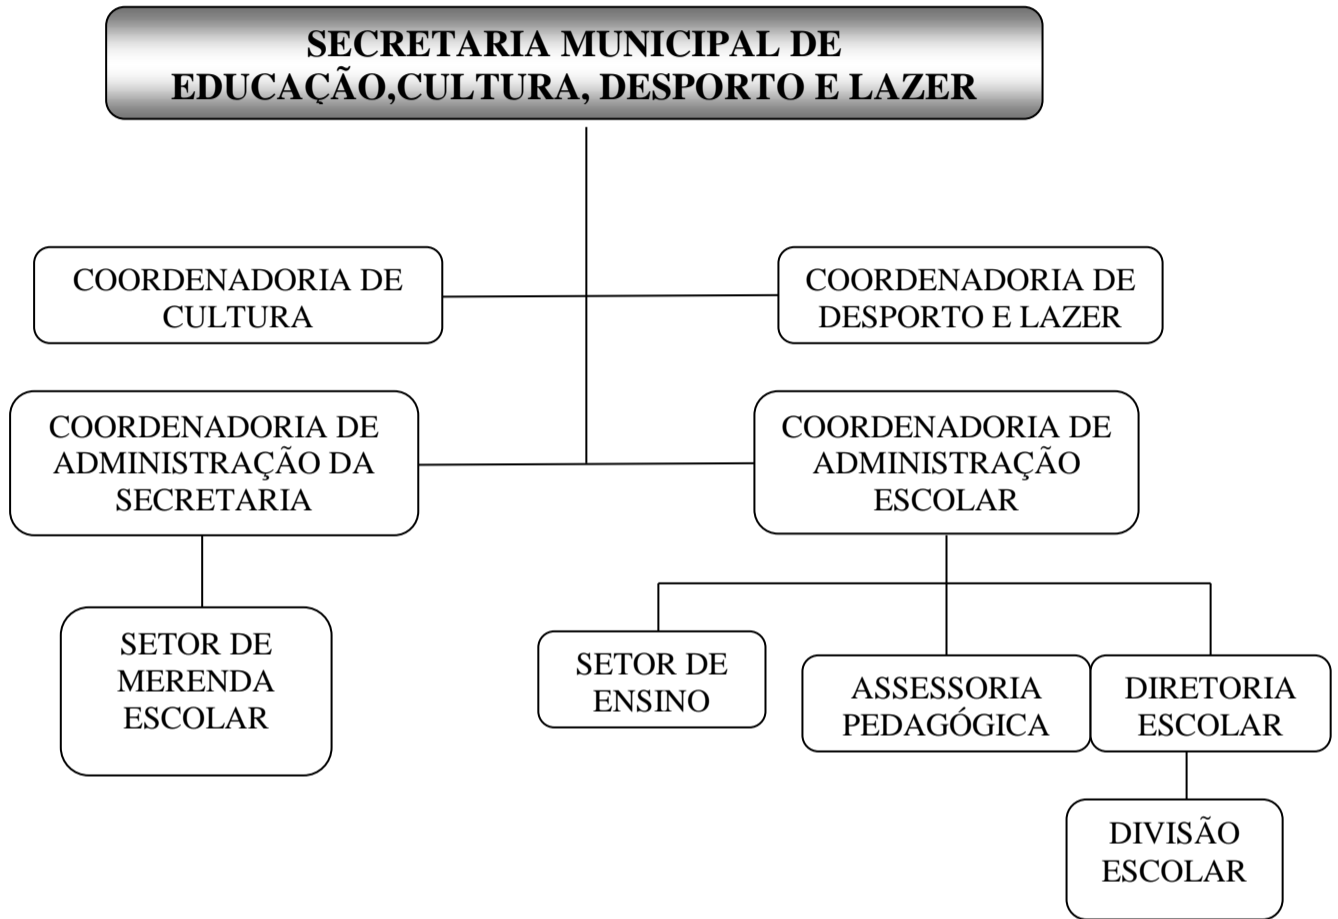 SECRETARIA MUNICIPAL DE
EDUCAÇÃO,CULTURA, DESPORTO E LAZER
COORDENADORIA DE
CULTURA
COORDENADORIA DE
DESPORTO E LAZER
COORDENADORIA DE
ADMINISTRAÇÃO DA
SECRETARIA
COORDENADORIA DE
ADMINISTRAÇÃO
ESCOLAR
SETOR DE
MERENDA
ESCOLAR
SETOR DE
ENSINO
ASSESSORIA
PEDAGÓGICA
DIRETORIA
ESCOLAR
DIVISÃO
ESCOLAR